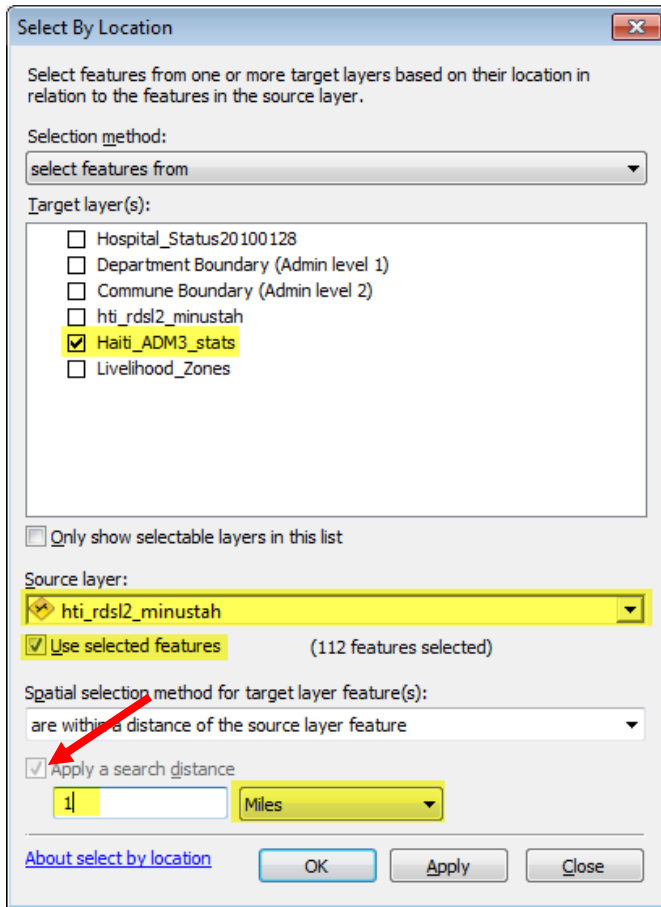 Select By Location
Select features from one or more target layers based on their location in
relation to the features in the source layer.
Selection method:
select features from
Target layer(s):
Hospital_Status20100128
Department Boundary (Admin level 1)
Commune Boundary (Admin level 2)
hti_rdsl2_minustah
Haiti_ADM3_stats
Livelihood_Zones
Only show selectable layers in this list
Source layer:
hti_rdsl2_minustah
Use selected features (112 features selected)
Spatial selection method for target layer feature(s):
are within a distance of the source layer feature
Apply a search distance
1 Miles
About select by location OK Apply Close